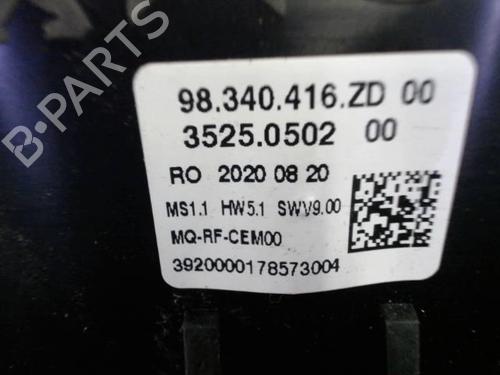 98.340.416.ZD 00
3525.0502 00
RO 2020 08 20
MS1.1 HW5.1 SWV9.00
MQ-RF-CEM00
3920000178573004
B-PARTS